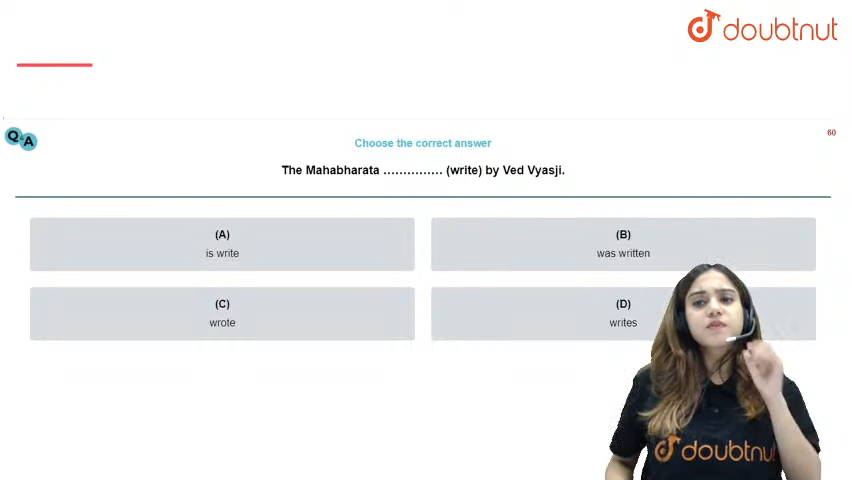 doubtnut
60
Q A
Choose the correct answer
The Mahabharata ............... (write) by Ved Vyasji.
(A)
is write
(B)
was written
(C)
wrote
(D)
writes
doubtnut